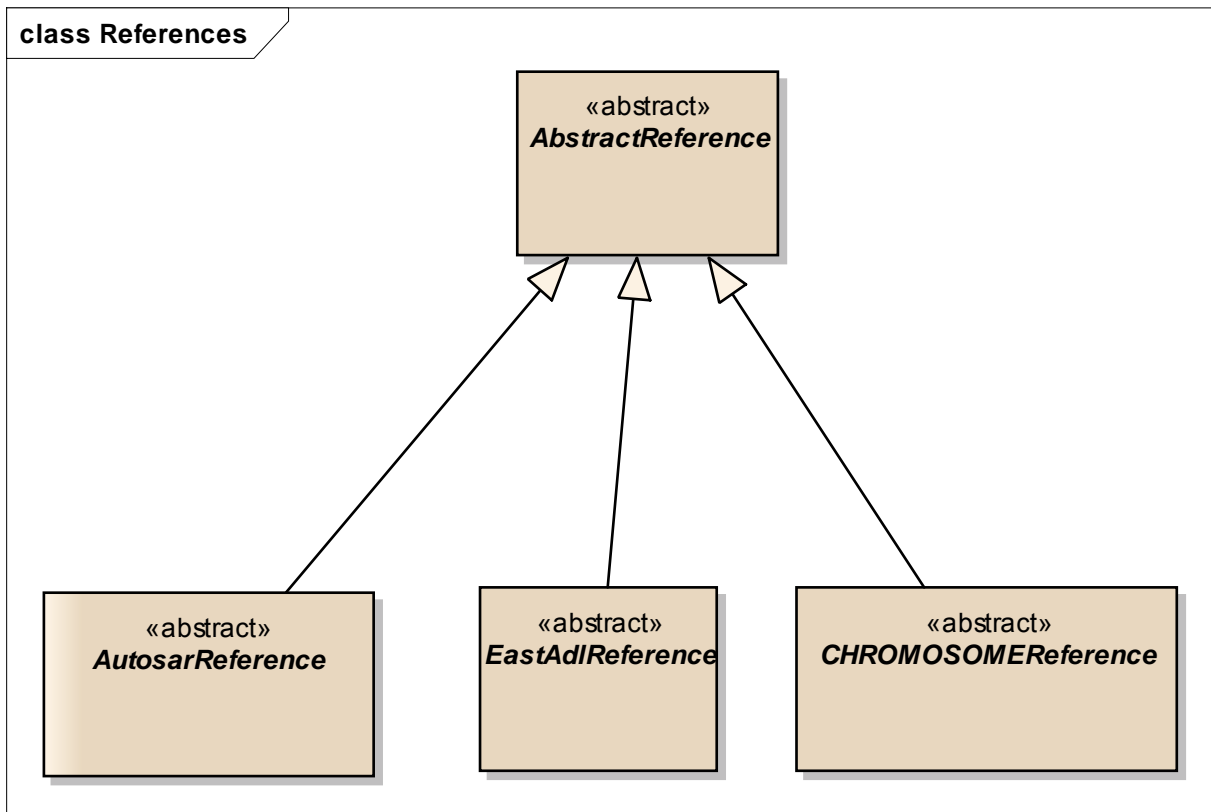 class References
«abstract»
AbstractReference
«abstract»
AutosarReference
«abstract»
EastAdlReference
«abstract»
CHROMOSOMEReference